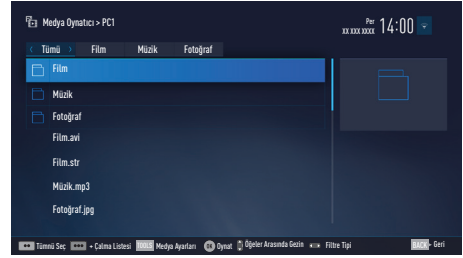 Medya Oynatıcı > PC1
Per
xx xxx xxxx 14:00
< Tümü > Film Müzik Fotoğraf
Film
Müzik
Fotoğraf
Film.avi
Film.str
Müzik.mp3
Fotoğraf.jpg
Tümnü Seç + Çalma Listesi TOOLS Medya Ayarları OK Oynat Öğeler Arasında Gezin Filtre Tipi BACK Geri